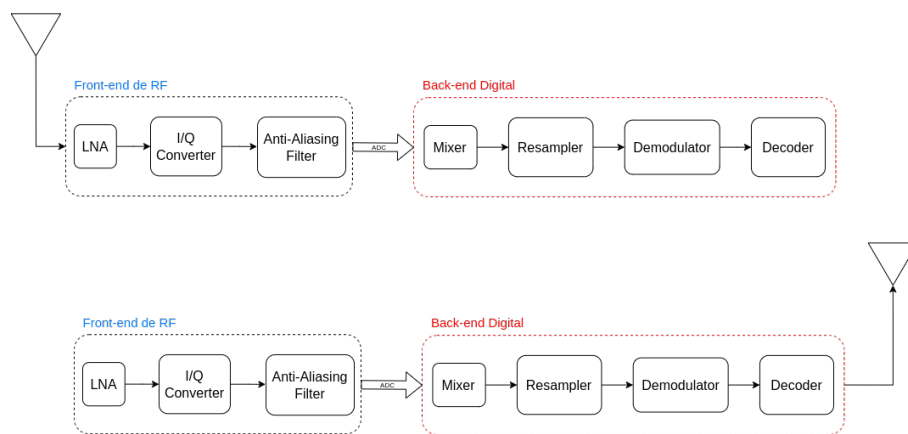 Front-end de RF
Back-end Digital
LNA
I/Q
Converter
Anti-Aliasing
Filter
ADC
Mixer
Resampler
Demodulator
Decoder
Front-end de RF
Back-end Digital
LNA
I/Q
Converter
Anti-Aliasing
Filter
ADC
Mixer
Resampler
Demodulator
Decoder